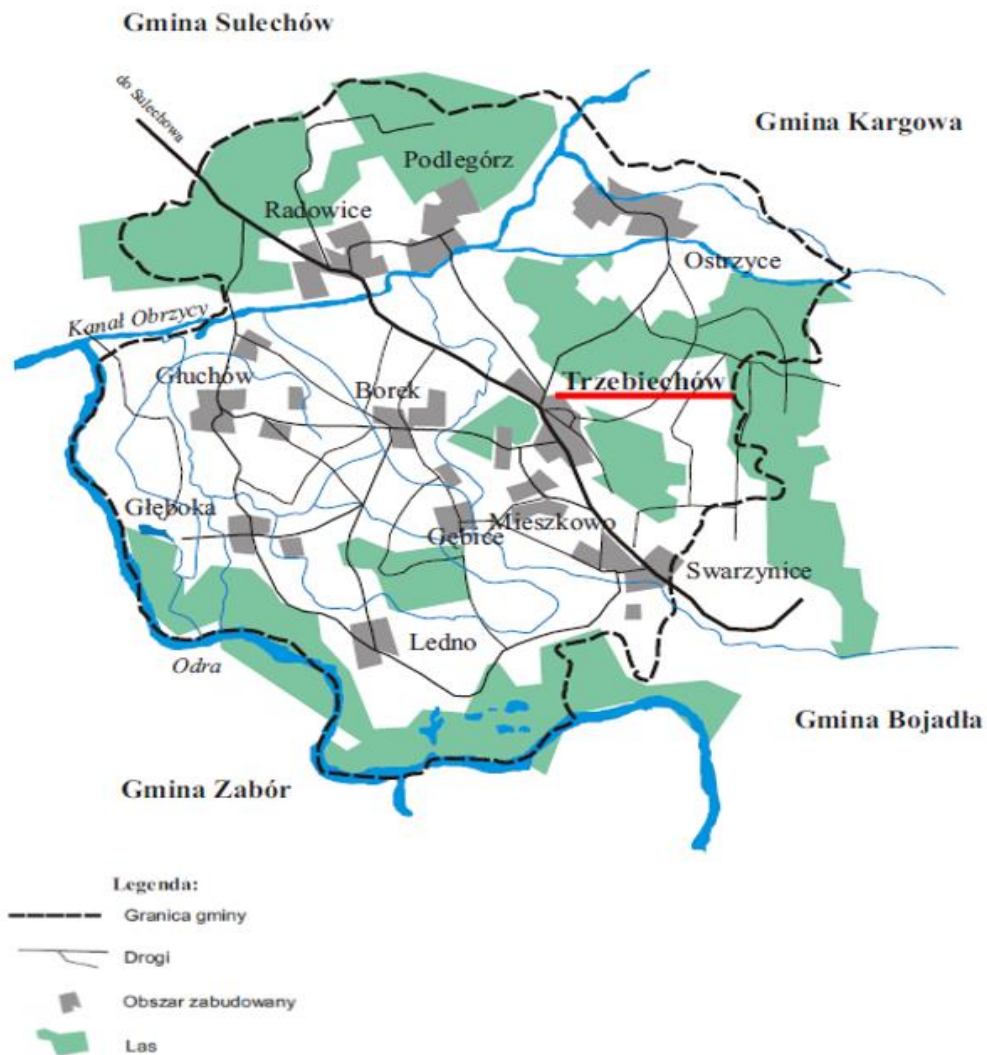 Gmina Sulechów
do Sulechowa
Gmina Kargowa
Podlegórz
Radowice
Ostrzyce
Kanał Obrzycy
Głuchów
Borek
Trzebiechów
Głęboka
Mieszkowo
Gębice
Swarzynice
Ledno
Odra
Gmina Bojadła
Gmina Zabór
Legenda:
Granica gminy
Drogi
Obszar zabudowany
Las